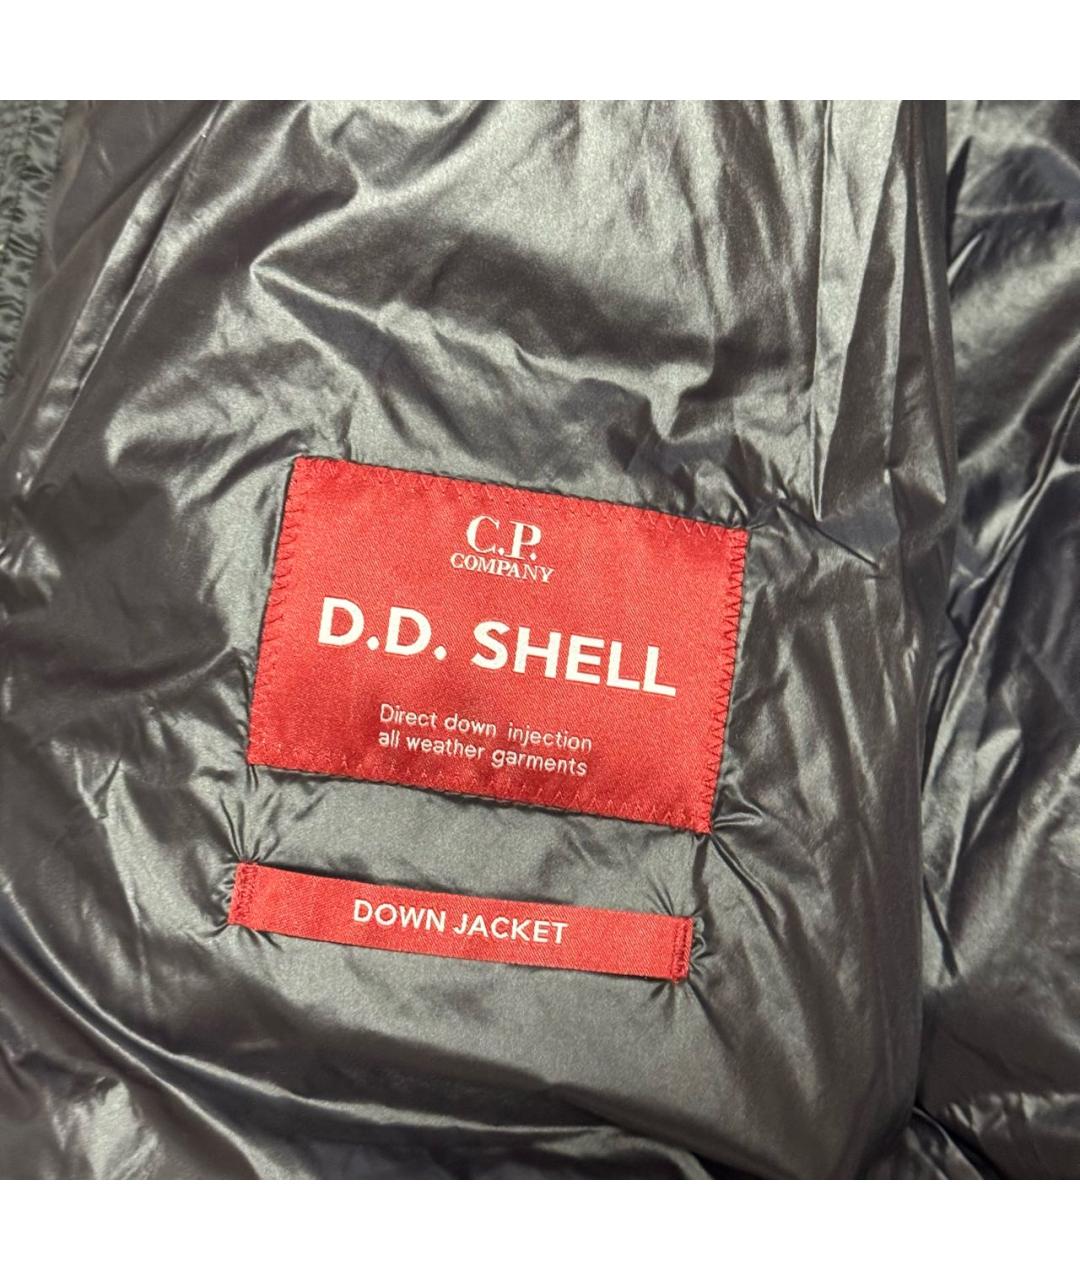 C.P.
COMPANY
D.D. SHELL
Direct down injection
all weather garments
DOWN JACKET